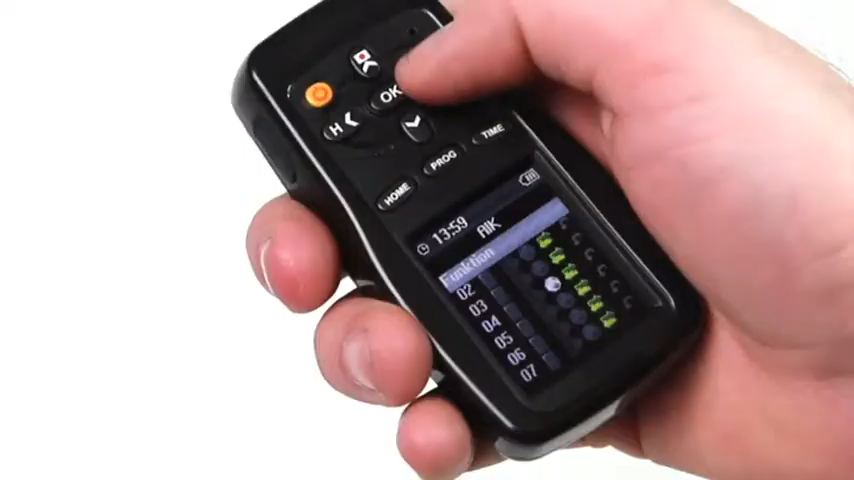 OK
H
HOME PROG TIME
13:59
AIK
Funktion
02
03
04
05
06
07